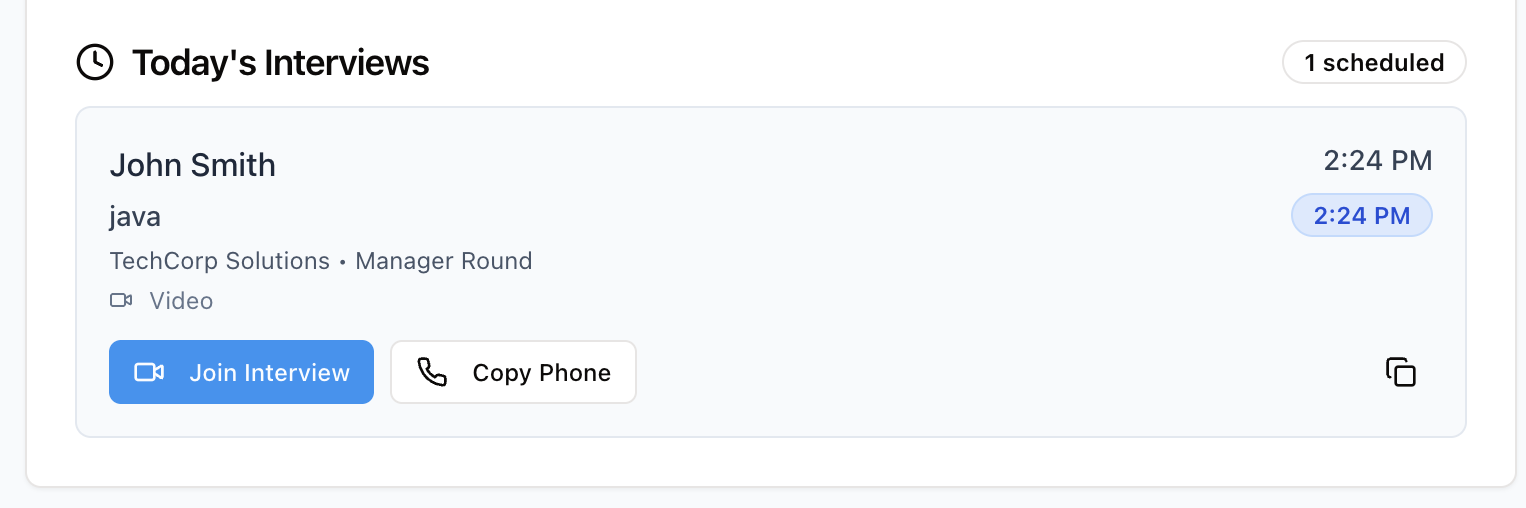 Today's Interviews
1 scheduled
John Smith
2:24 PM
java
2:24 PM
TechCorp Solutions • Manager Round
Video
Join Interview
Copy Phone